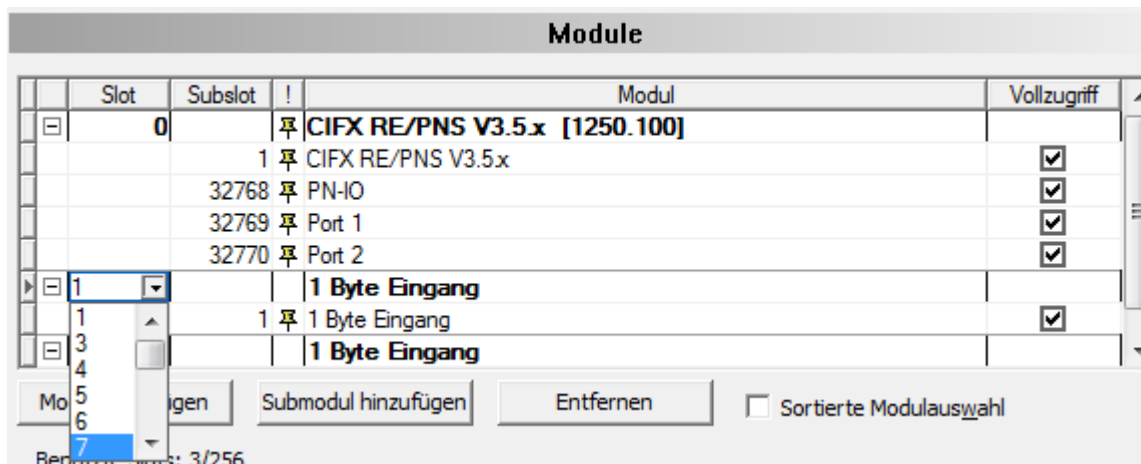 Module
Slot Subslot ! Modul Vollzugriff
0 CIFX RE/PNS V3.5.x [1250.100]
1 CIFX RE/PNS V3.5.x
32768 PN-IO
32769 Port 1
32770 Port 2
1 1 Byte Eingang
1 1 1 Byte Eingang
3 1 Byte Eingang
4
5
6
7
Submodul hinzufügen Entfernen Sortierte Modulauswahl
: 3/256